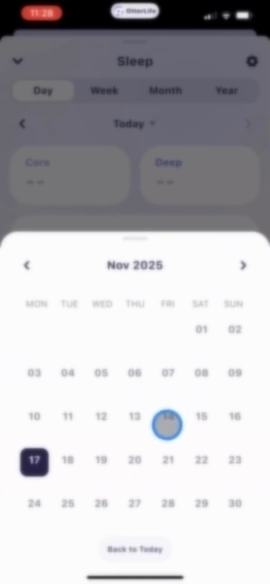 11:28
OtterLife
Sleep
Day Week Month Year
Today
Core Deep
-- --
Nov 2025
MON TUE WED THU FRI SAT SUN
01 02
03 04 05 06 07 08 09
10 11 12 13 14 15 16
17 18 19 20 21 22 23
24 25 26 27 28 29 30
Back to Today